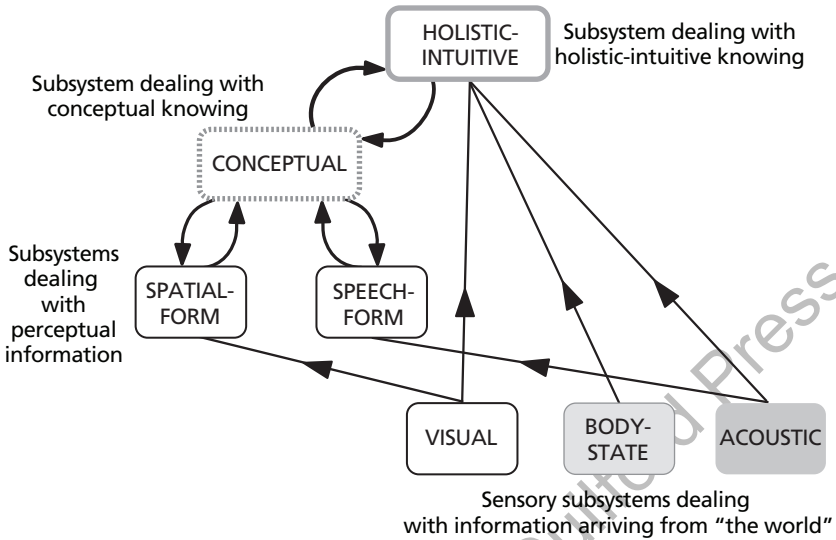 HOLISTIC-
INTUITIVE
Subsystem dealing with
holistic-intuitive knowing
Subsystem dealing with
conceptual knowing
CONCEPTUAL
Subsystems
dealing
with
perceptual
information
SPATIAL-
FORM
SPEECH-
FORM
VISUAL
BODY-
STATE
ACOUSTIC
Sensory subsystems dealing
with information arriving from “the world”
Press